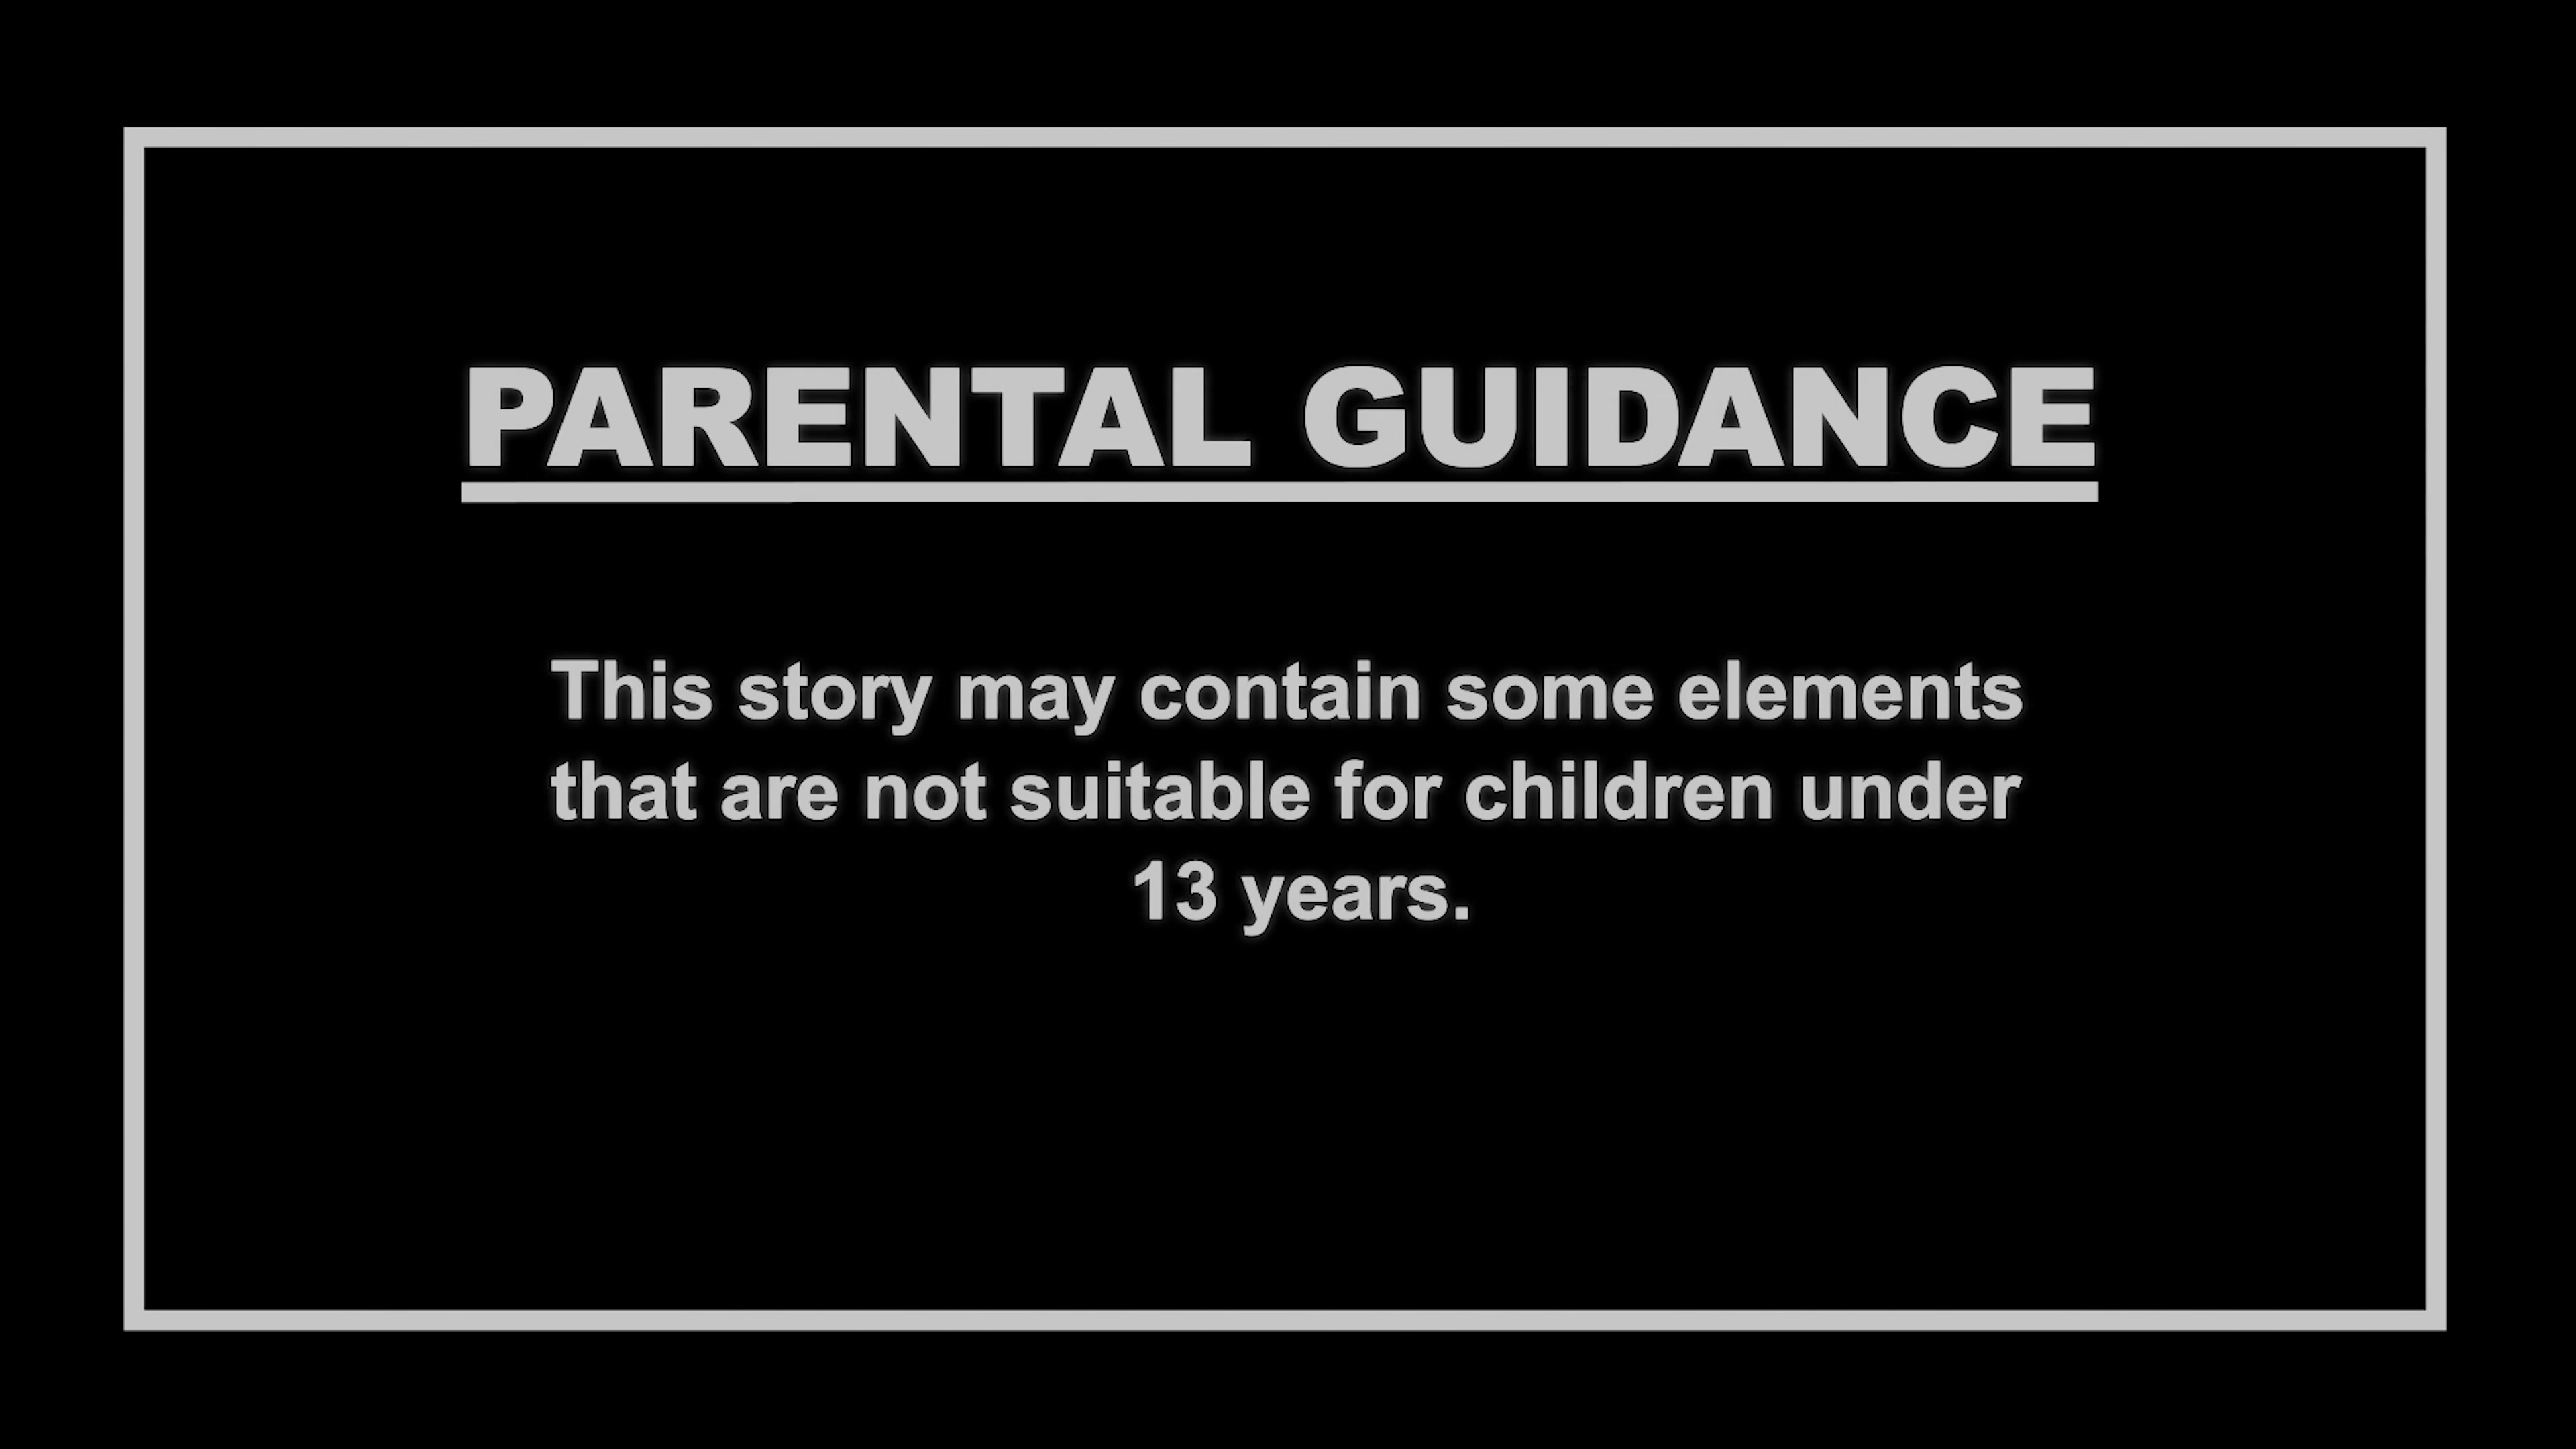 PARENTAL GUIDANCE
This story may contain some elements
that are not suitable for children under
13 years.